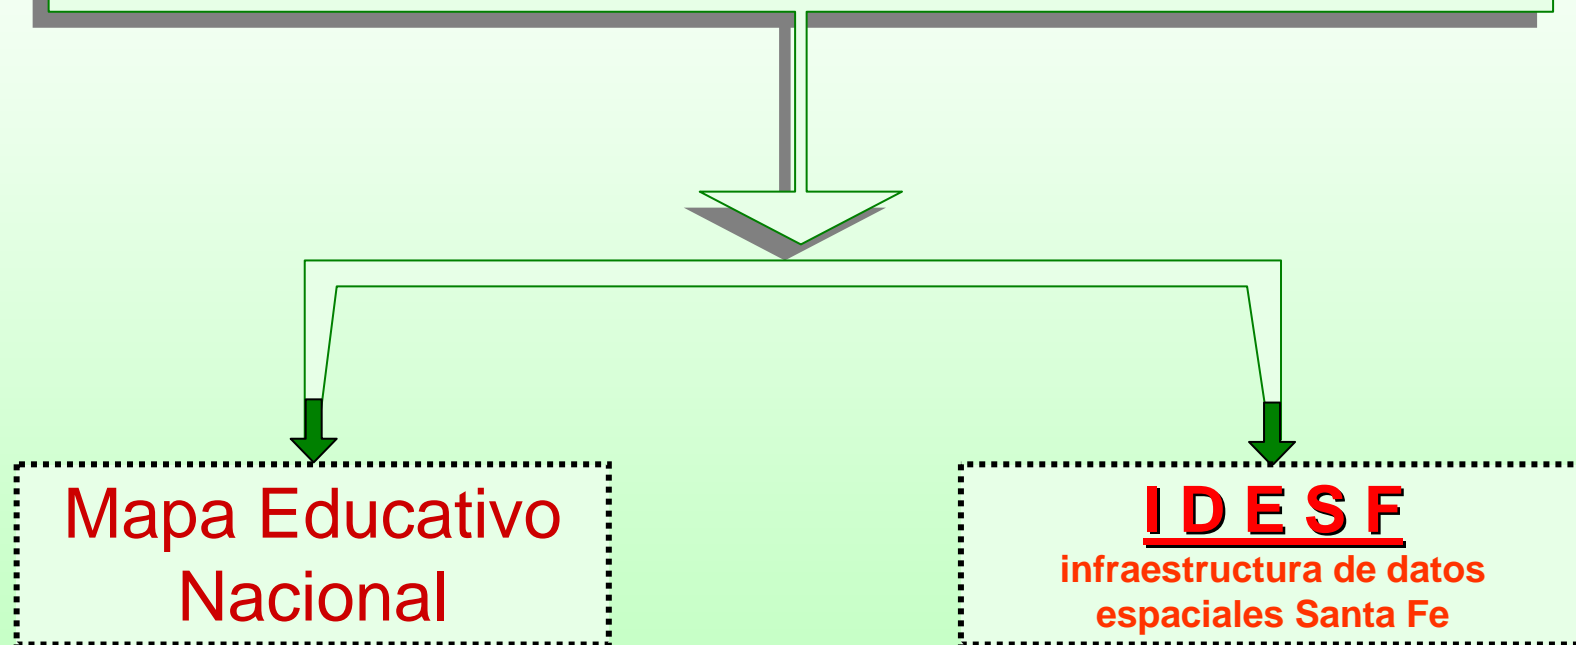 Mapa Educativo
Nacional
I D E S F
infraestructura de datos
espaciales Santa Fe